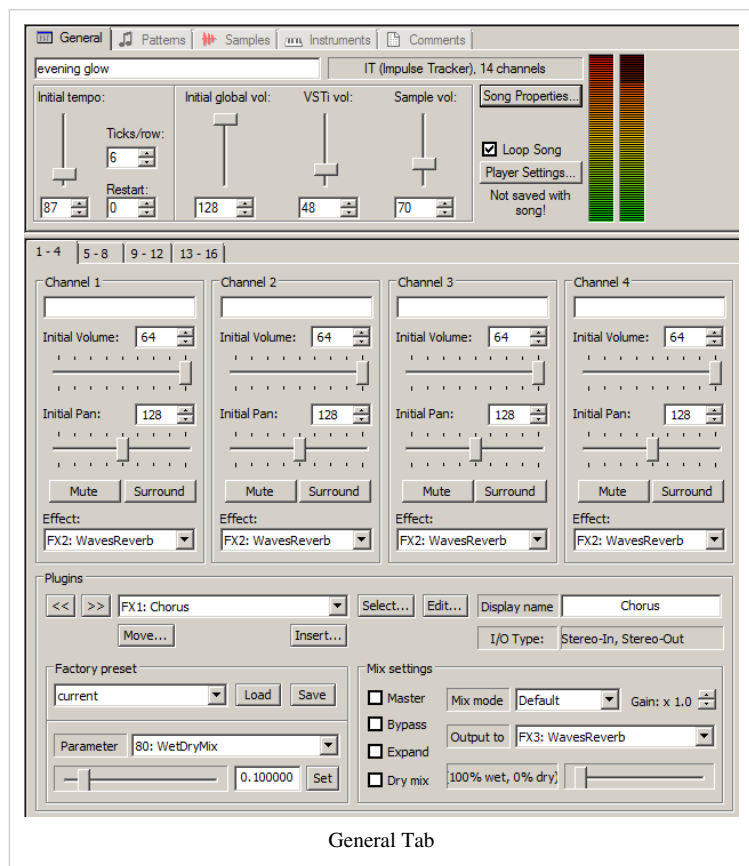 General Patterns Samples Instruments Comments
evening glow IT (Impulse Tracker), 14 channels
Initial tempo: Initial global vol: VSTi vol: Sample vol: Song Properties...
Ticks/row:
6
Loop Song
Player Settings...
Restart:
Not saved with
song!
87 0 128 48 70
1 - 4 5 - 8 9 - 12 13 - 16
Channel 1 Channel 2 Channel 3 Channel 4
Initial Volume: 64 Initial Volume: 64 Initial Volume: 64 Initial Volume: 64
Initial Pan: 128 Initial Pan: 128 Initial Pan: 128 Initial Pan: 128
Mute Surround Mute Surround Mute Surround Mute Surround
Effect: Effect: Effect: Effect:
FX2: WavesReverb FX2: WavesReverb FX2: WavesReverb FX2: WavesReverb
Plugins
<< >> FX1: Chorus Select... Edit... Display name Chorus
Move... Insert... I/O Type: Stereo-In, Stereo-Out
Factory preset Mix settings
current Load Save Master Mix mode Default Gain: x 1.0
Bypass
Parameter 80: WetDryMix Output to FX3: WavesReverb
Expand
0.100000 Set Dry mix (100% wet, 0% dry)
General Tab